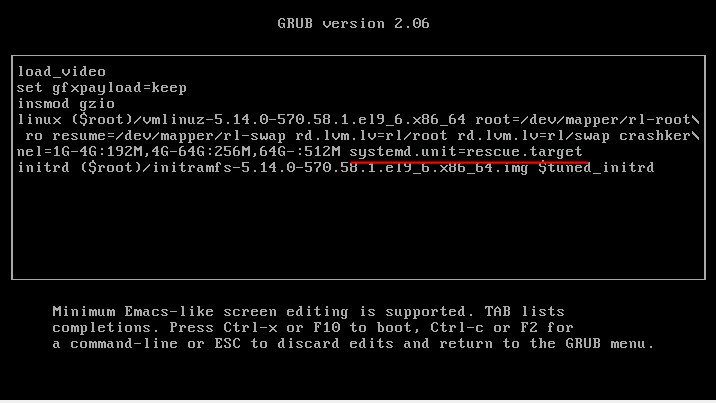 GRUB version 2.06
load_video
set gfxpayload=keep
insmod gzio
linux ($root)/vmlinuz-5.14.0-570.58.1.el9_6.x86_64 root=/dev/mapper/rl-root\
ro resume=/dev/mapper/rl-swap rd.lvm.lv=rl/root rd.lvm.lv=rl/swap crashker\
nel=1G-4G:192M,4G-64G:256M,64G-:512M systemd.unit=rescue.target
initrd ($root)/initramfs-5.14.0-570.58.1.el9_6.x86_64.img $tuned_initrd
Minimum Emacs-like screen editing is supported. TAB lists
completions. Press Ctrl-x or F10 to boot, Ctrl-c or F2 for
a command-line or ESC to discard edits and return to the GRUB menu.